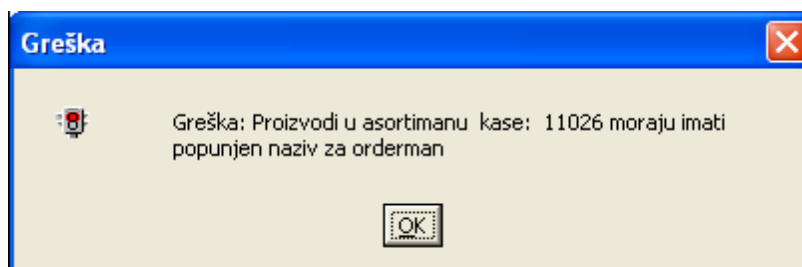 Greška
Greška: Proizvodi u asortimanu  kase:  11026 moraju imati
popunjen naziv za orderman
OK